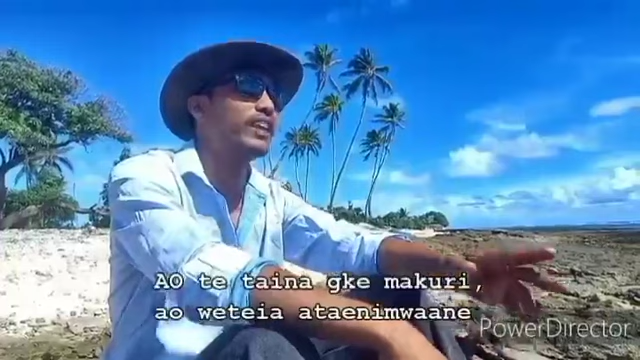 AO te taina gke makuri,
ao weteia ataenimwaane
PowerDirector